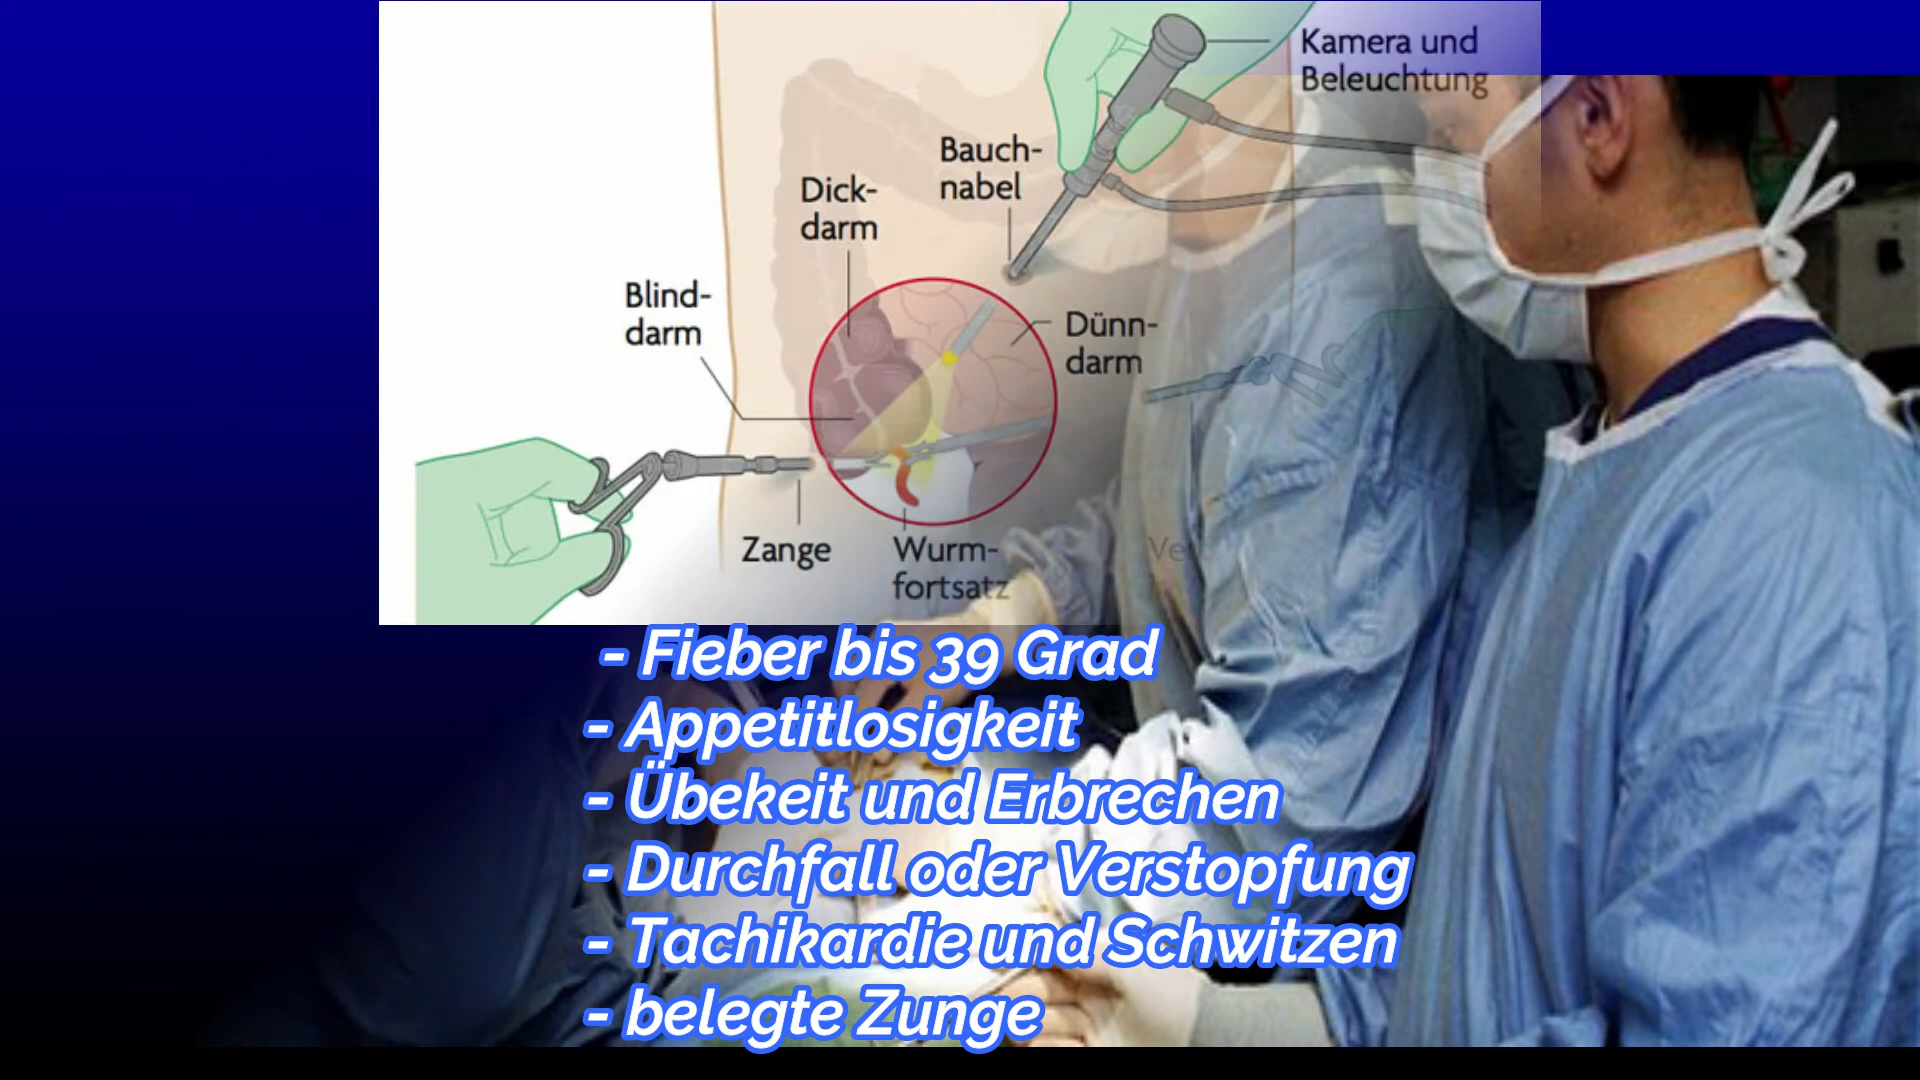 Kamera und
Beleuchtung
Bauch-
nabel
Dick-
darm
Blind-
darm
Dünn-
darm
Zange
Wurm-
fortsatz
- Fieber bis 39 Grad
- Appetitlosigkeit
- Übekeit und Erbrechen
- Durchfall oder Verstopfung
- Tachikardie und Schwitzen
- belegte Zunge